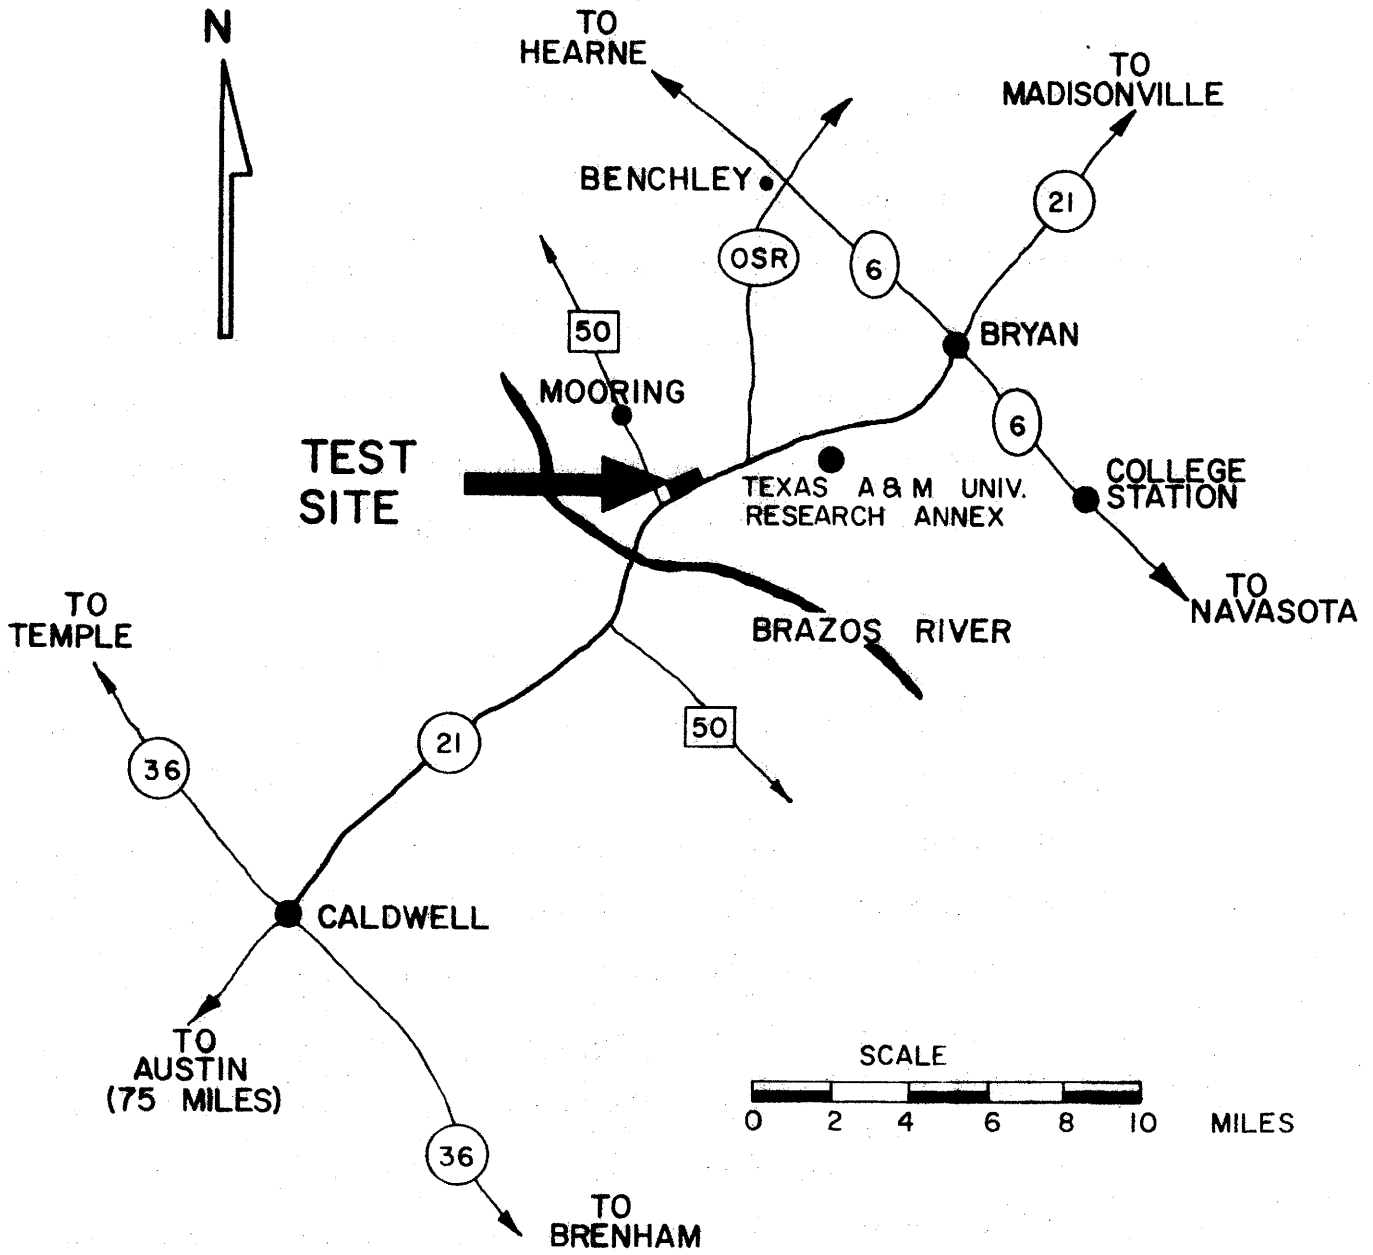 N
TO
HEARNE
TO
MADISONVILLE
BENCHLEY
21
OSR
6
50
BRYAN
MOORING
6
TEST
SITE
COLLEGE
STATION
TEXAS A & M UNIV.
RESEARCH ANNEX
TO
NAVASOTA
TO
TEMPLE
BRAZOS RIVER
50
21
36
CALDWELL
TO
AUSTIN
(75 MILES)
SCALE
0 2 4 6 8 10 MILES
36
TO
BRENHAM